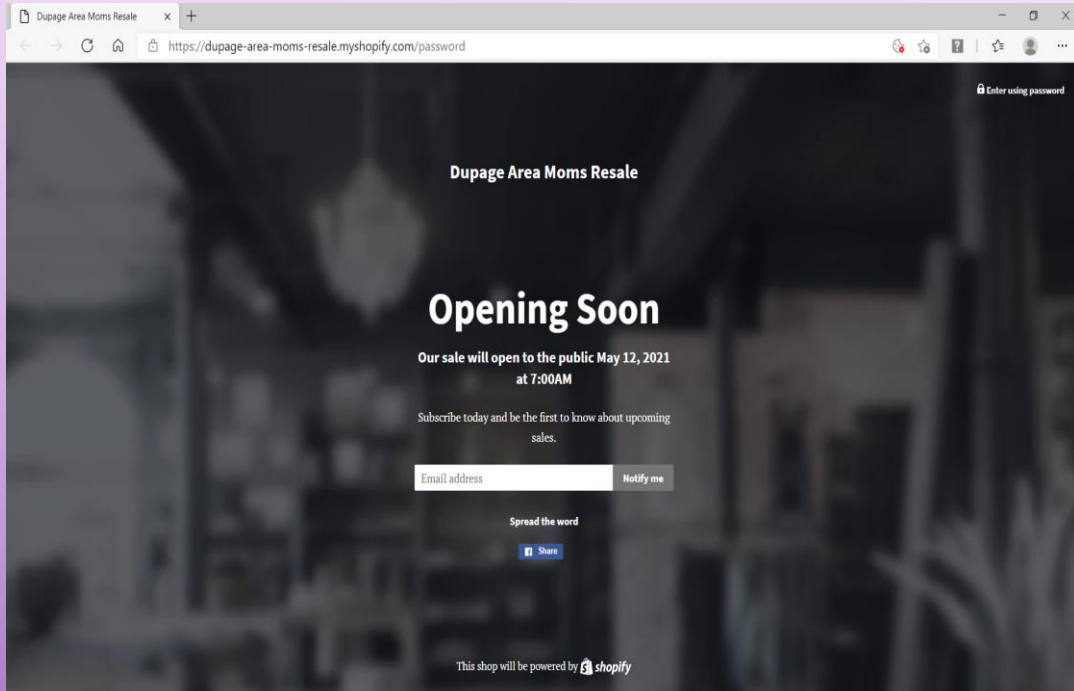 Dupage Area Moms Resale
https://dupage-area-moms-resale.myshopify.com/password
Enter using password
Dupage Area Moms Resale
Opening Soon
Our sale will open to the public May 12, 2021
at 7:00AM
Subscribe today and be the first to know about upcoming
sales.
Email address
Notify me
Spread the word
Share
This shop will be powered by shopify